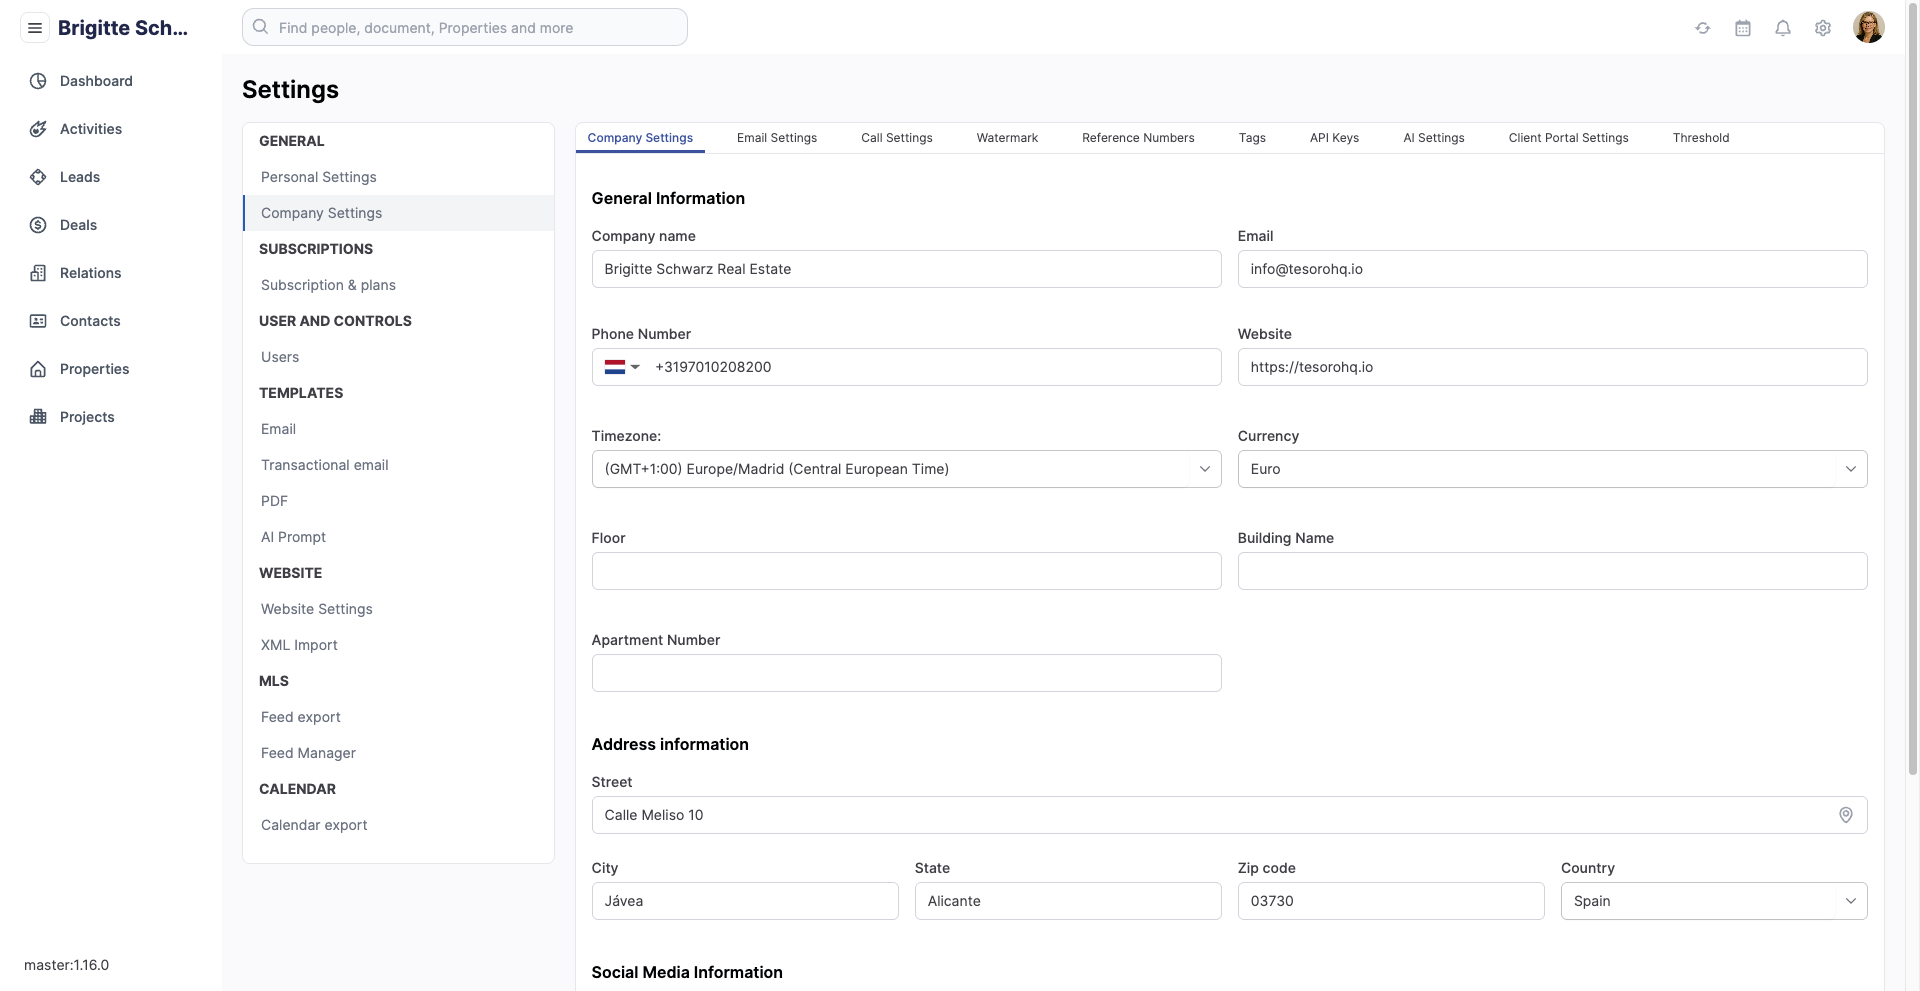 Brigitte Sch...
Find people, document, Properties and more
Dashboard
Activities
Leads
Deals
Relations
Contacts
Properties
Projects
master:1.16.0
Settings
GENERAL
Personal Settings
Company Settings
SUBSCRIPTIONS
Subscription & plans
USER AND CONTROLS
Users
TEMPLATES
Email
Transactional email
PDF
AI Prompt
WEBSITE
Website Settings
XML Import
MLS
Feed export
Feed Manager
CALENDAR
Calendar export
Company Settings Email Settings Call Settings Watermark Reference Numbers Tags API Keys AI Settings Client Portal Settings Threshold
General Information
Company name Email
Brigitte Schwarz Real Estate info@tesorohq.io
Phone Number Website
+3197010208200 https://tesorohq.io
Timezone: Currency
(GMT+1:00) Europe/Madrid (Central European Time) Euro
Floor Building Name
Apartment Number
Address information
Street
Calle Meliso 10
City State Zip code Country
Jávea Alicante 03730 Spain
Social Media Information